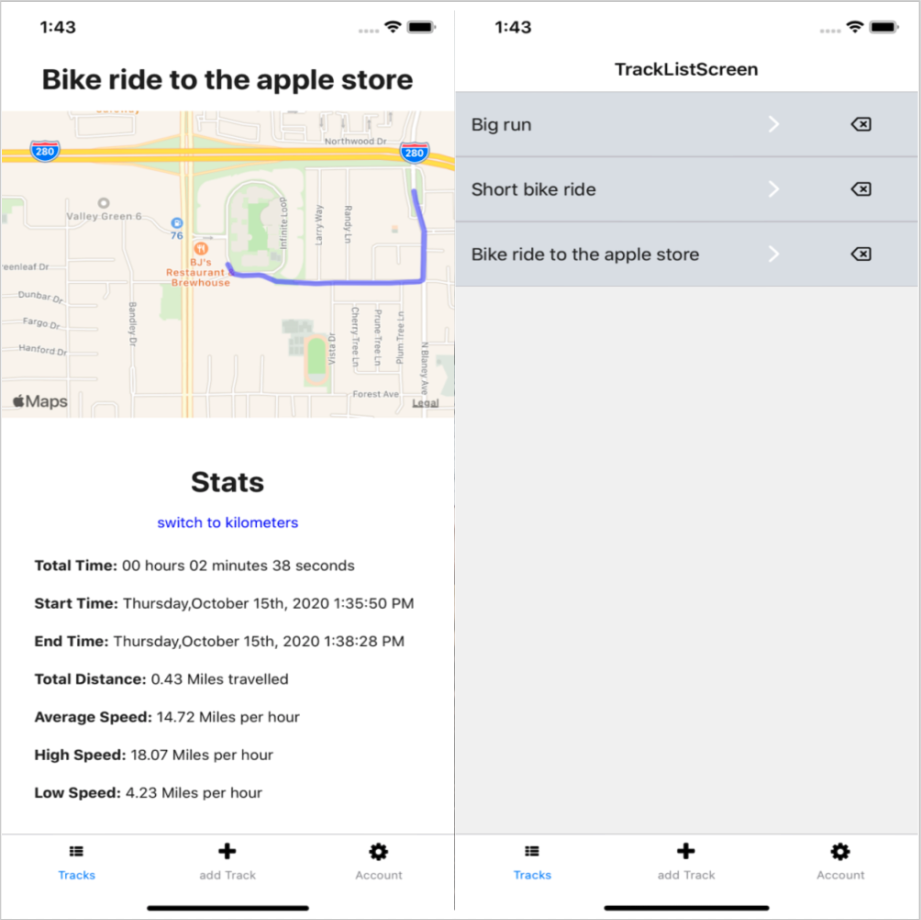 1:43
Bike ride to the apple store
280
Northwood Dr
280
Valley Green 6
76
Infinite Loop
Larry Way
Randy Ln
BJ's
Restaurant
Brewhouse
eenleaf Dr
Dunbar Dr
Fargo Dr
Hanford Dr
Bandley Dr
Vista Dr
Cherry Tree Ln
Prune Tree Ln
Plum Tree Ln
N Blaney Ave
Forest Ave
Maps
Legal
Stats
switch to kilometers
Total Time: 00 hours 02 minutes 38 seconds
Start Time: Thursday,October 15th, 2020 1:35:50 PM
End Time: Thursday,October 15th, 2020 1:38:28 PM
Total Distance: 0.43 Miles travelled
Average Speed: 14.72 Miles per hour
High Speed: 18.07 Miles per hour
Low Speed: 4.23 Miles per hour
Tracks
add Track
Account
1:43
TrackListScreen
Big run
Short bike ride
Bike ride to the apple store
Tracks
add Track
Account